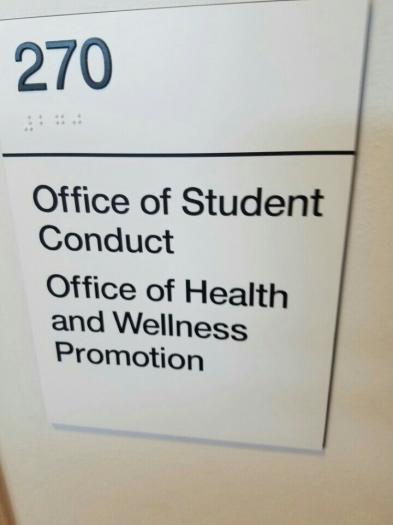 270
Office of Student
Conduct
Office of Health
and Wellness
Promotion